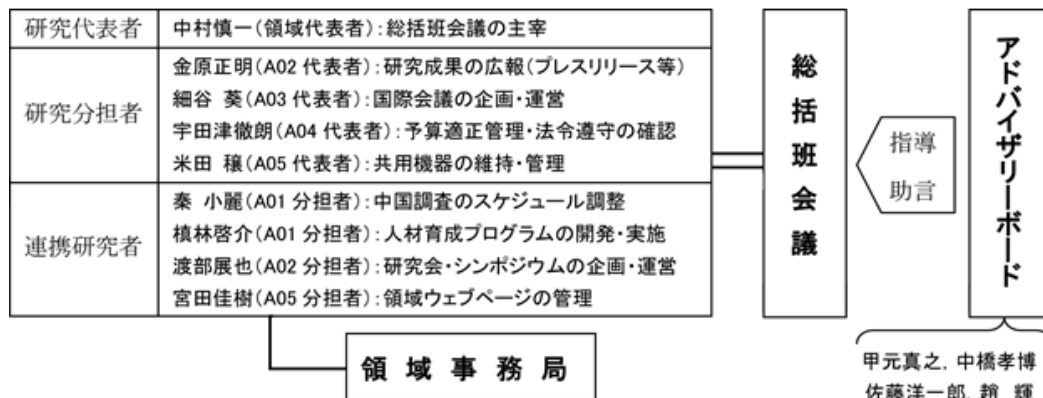 研究代表者
中村慎一(領域代表者):総括班会議の主宰
研究分担者
金原正明(A02 代表者):研究成果の広報(プレスリリース等)
細谷 葵(A03 代表者):国際会議の企画・運営
宇田津徹朗(A04 代表者):予算適正管理・法令遵守の確認
米田 穣(A05 代表者):共用機器の維持・管理
連携研究者
秦 小麗(A01 分担者):中国調査のスケジュール調整
槙林啓介(A01 分担者):人材育成プログラムの開発・実施
渡部展也(A02 分担者):研究会・シンポジウムの企画・運営
宮田佳樹(A05 分担者):領域ウェブページの管理
総括班会議
指導
助言
アドバイザリーボード
領域事務局
甲元真之, 中橋孝博
佐藤洋一郎, 趙 輝